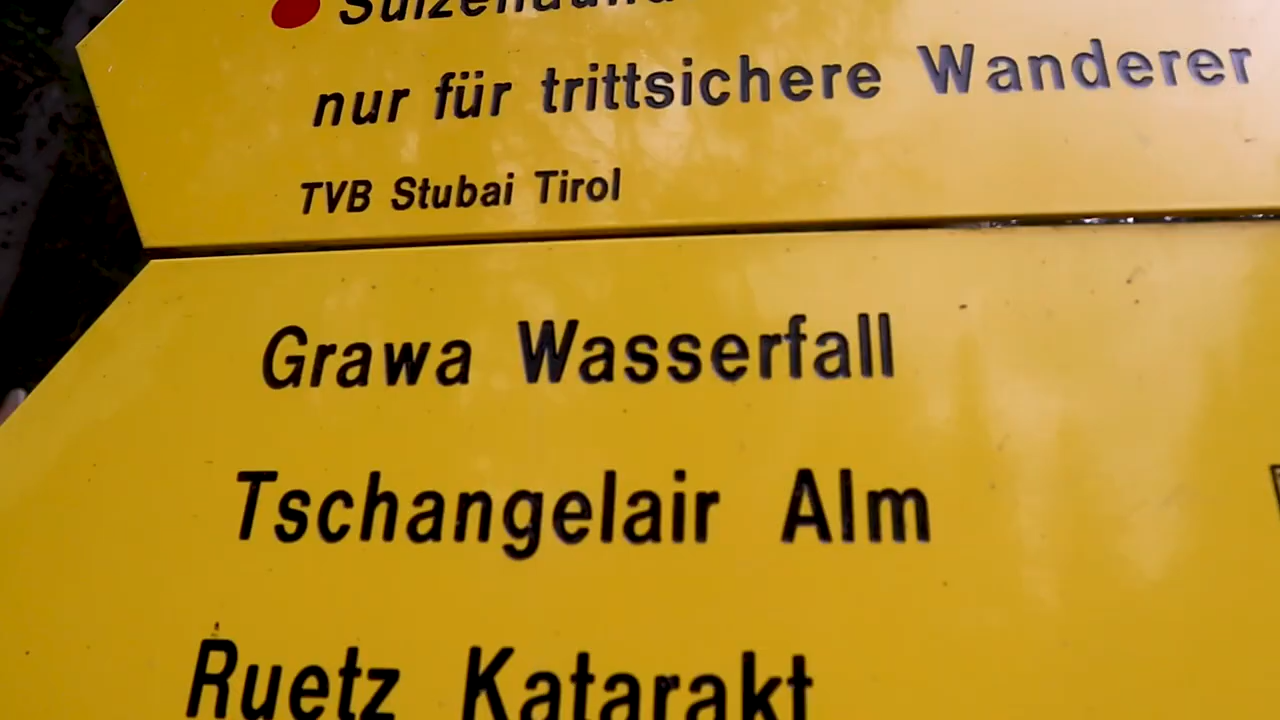 nur für trittsichere Wanderer
TVB Stubai Tirol
Grawa Wasserfall
Tschangelair Alm
Ruetz Katarakt